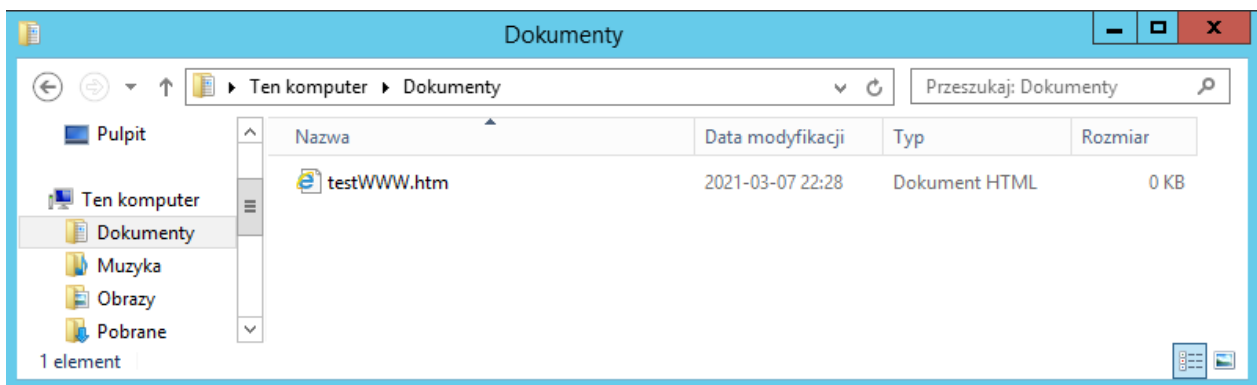 Dokumenty
Ten komputer Dokumenty Przeszukaj: Dokumenty
Pulpit Nazwa Data modyfikacji Typ Rozmiar
testWWW.htm 2021-03-07 22:28 Dokument HTML 0 KB
Ten komputer
Dokumenty
Muzyka
Obrazy
Pobrane
1 element